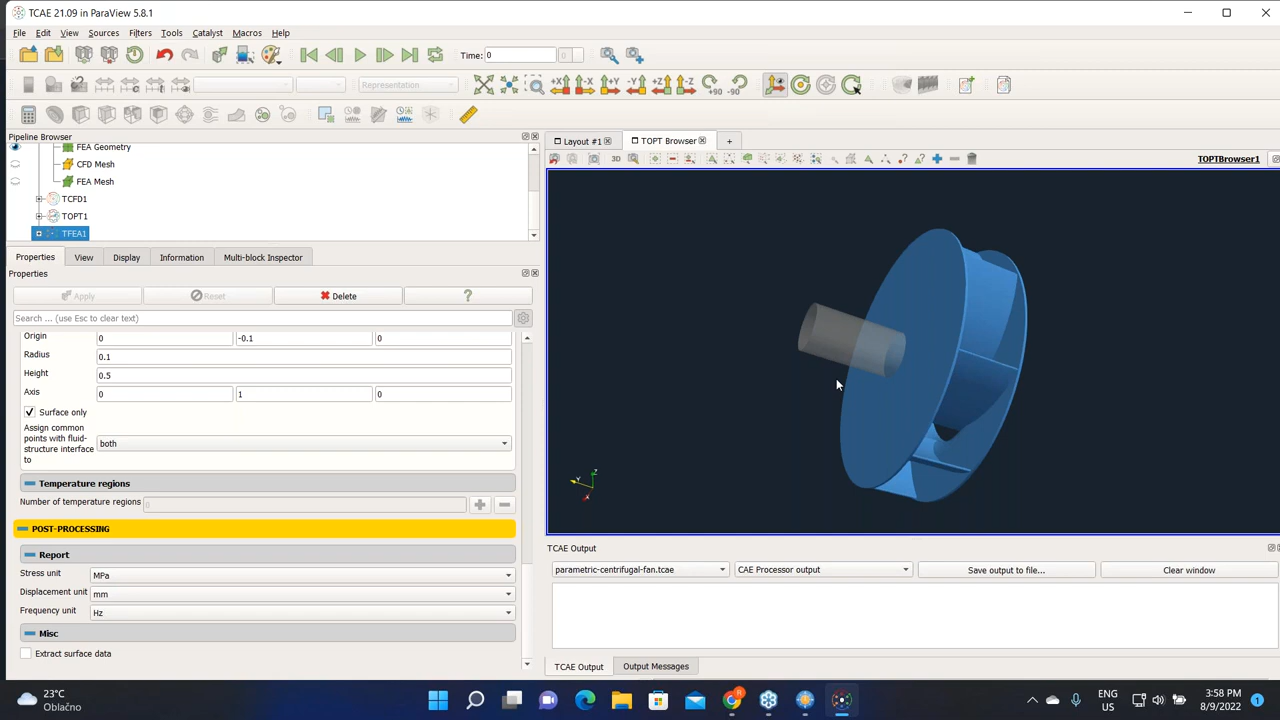 TCAE 21.09 in ParaView 5.8.1
File Edit View Sources Filters Tools Catalyst Macros Help
Time: 0 0
Representation
+X -X +Y -Y +Z -Z +90 -90
Pipeline Browser
Layout #1 TOPT Browser +
FEA Geometry
CFD Mesh
FEA Mesh
TCFD1
TOPT1
TFEA1
3D
TOPTBrowser1
Properties View Display Information Multi-block Inspector
Properties
Apply Reset Delete ?
Search ... (use Esc to clear text)
Origin 0 -0.1 0
Radius 0.1
Height 0.5
Axis 0 1 0
Surface only
Assign common
points with fluid-
structure interface both
to
Temperature regions
Number of temperature regions
POST-PROCESSING
Report
Stress unit MPa
Displacement unit mm
Frequency unit Hz
Misc
Extract surface data
Y
Y
X
TCAE Output
parametric-centrifugal-fan.tcae CAE Processor output Save output to file... Clear window
TCAE Output Output Messages
23°C
Oblačno
R
ENG
US
3:58 PM
8/9/2022
1